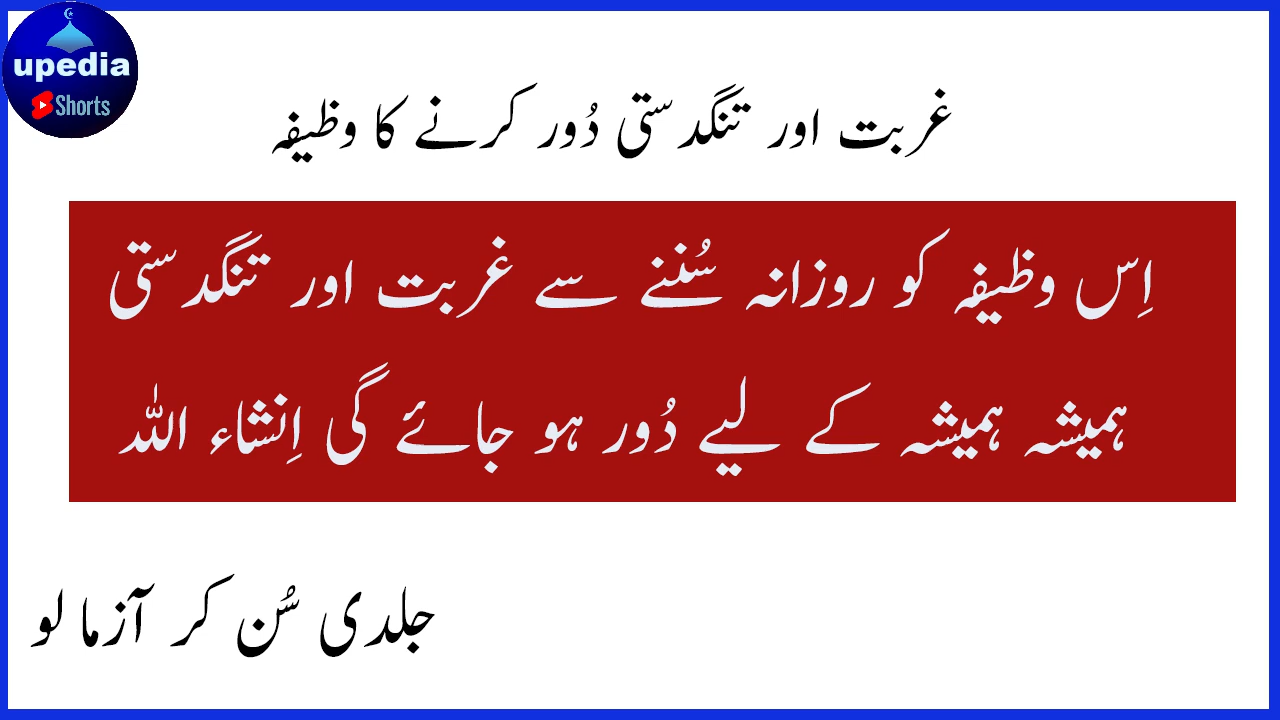 upedia
Shorts
غربت اور تنگدستی دُور کرنے کا وظیفہ
اِس وظیفہ کو روزانہ سُننے سے غربت اور تنگدستی
ہمیشہ ہمیشہ کے لیے دُور ہو جائے گی اِنشاء اللہ
جلدی سُن کر آزما لو